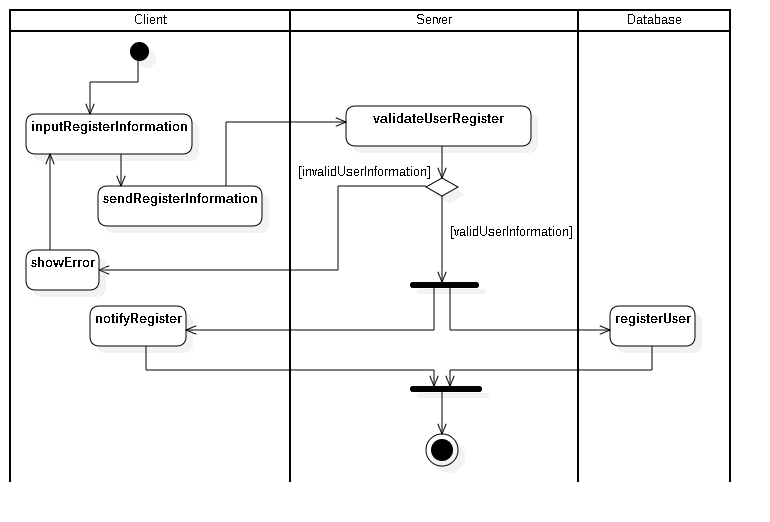 Client
Server
Database
inputRegisterInformation
validateUserRegister
[invalidUserInformation]
sendRegisterInformation
[validUserInformation]
showError
notifyRegister
registerUser